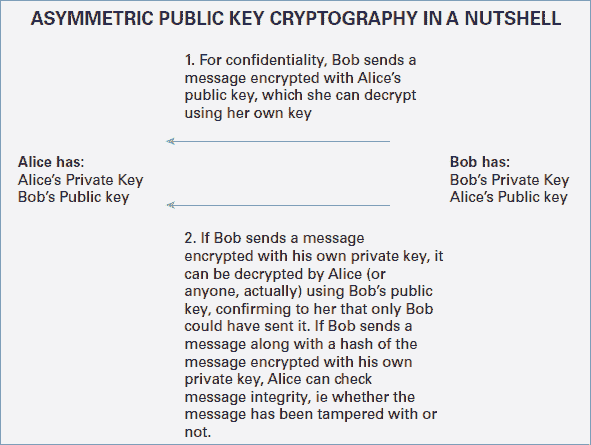 ASYMMETRIC PUBLIC KEY CRYPTOGRAPHY IN A NUTSHELL
1. For confidentiality, Bob sends a
message encrypted with Alice's
public key, which she can decrypt
using her own key
Alice has:
Alice's Private Key
Bob's Public key
Bob has:
Bob's Private Key
Alice's Public key
2. If Bob sends a message
encrypted with his own private key, it
can be decrypted by Alice (or
anyone, actually) using Bob's public
key, confirming to her that only Bob
could have sent it. If Bob sends a
message along with a hash of the
message encrypted with his own
private key, Alice can check
message integrity, ie whether the
message has been tampered with or
not.